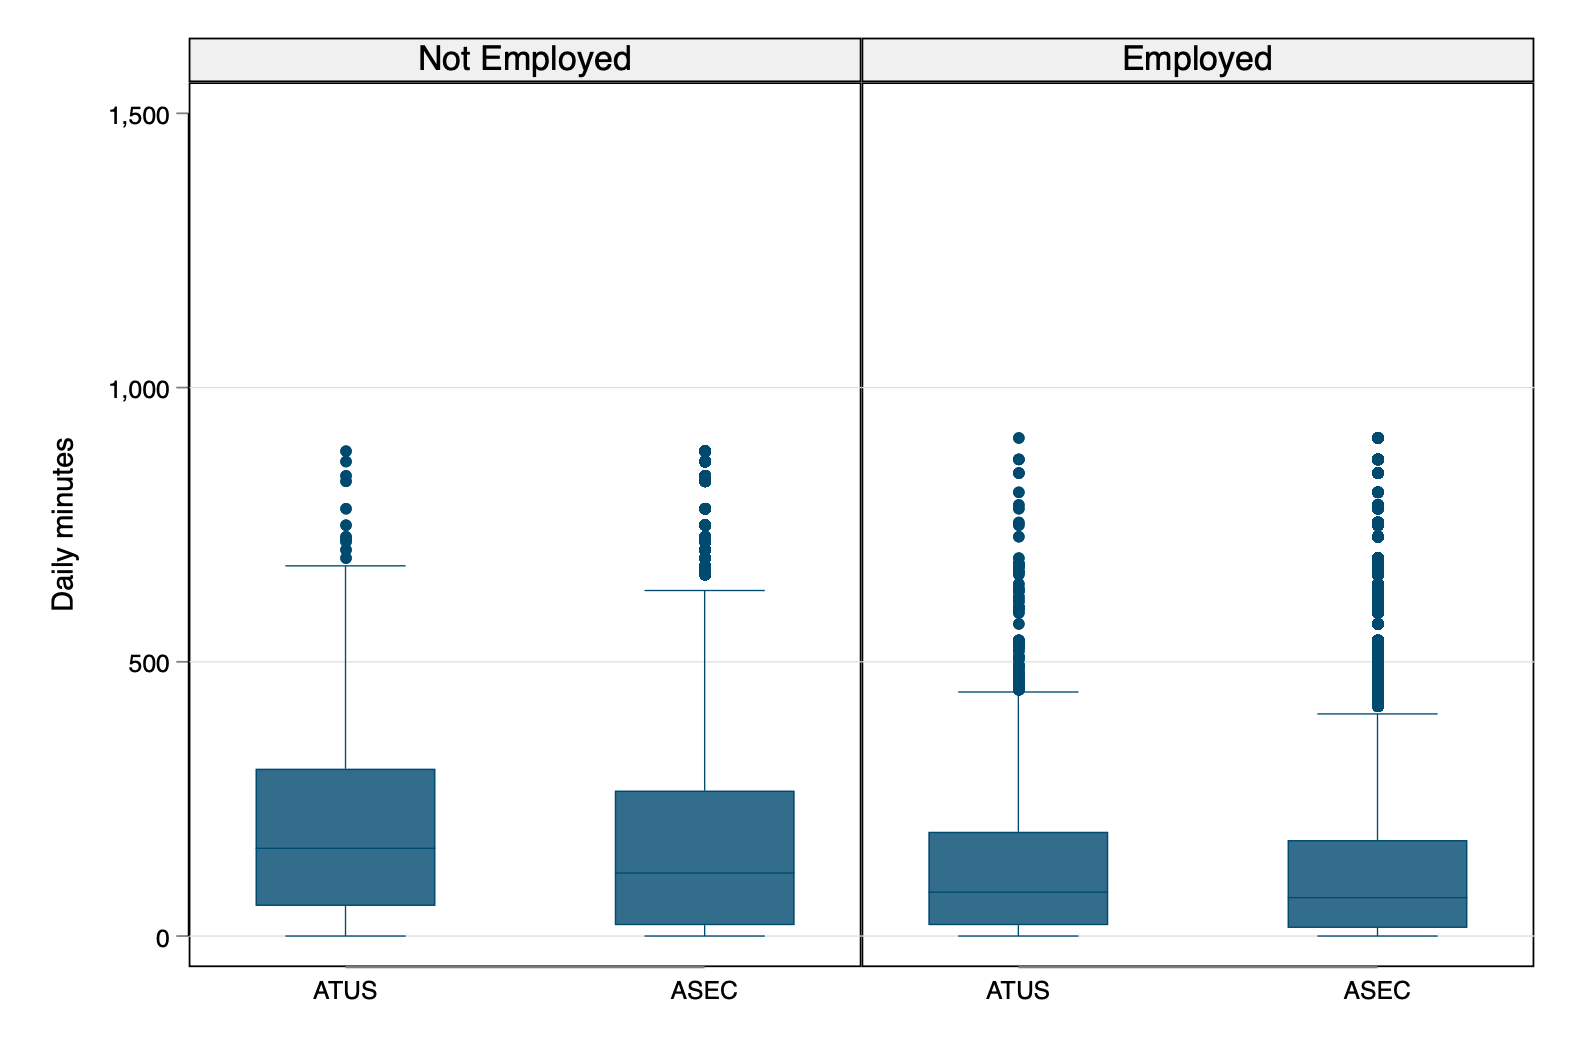 Not Employed
Employed
1,500
1,000
500
0
Daily minutes
ATUS
ASEC
ATUS
ASEC